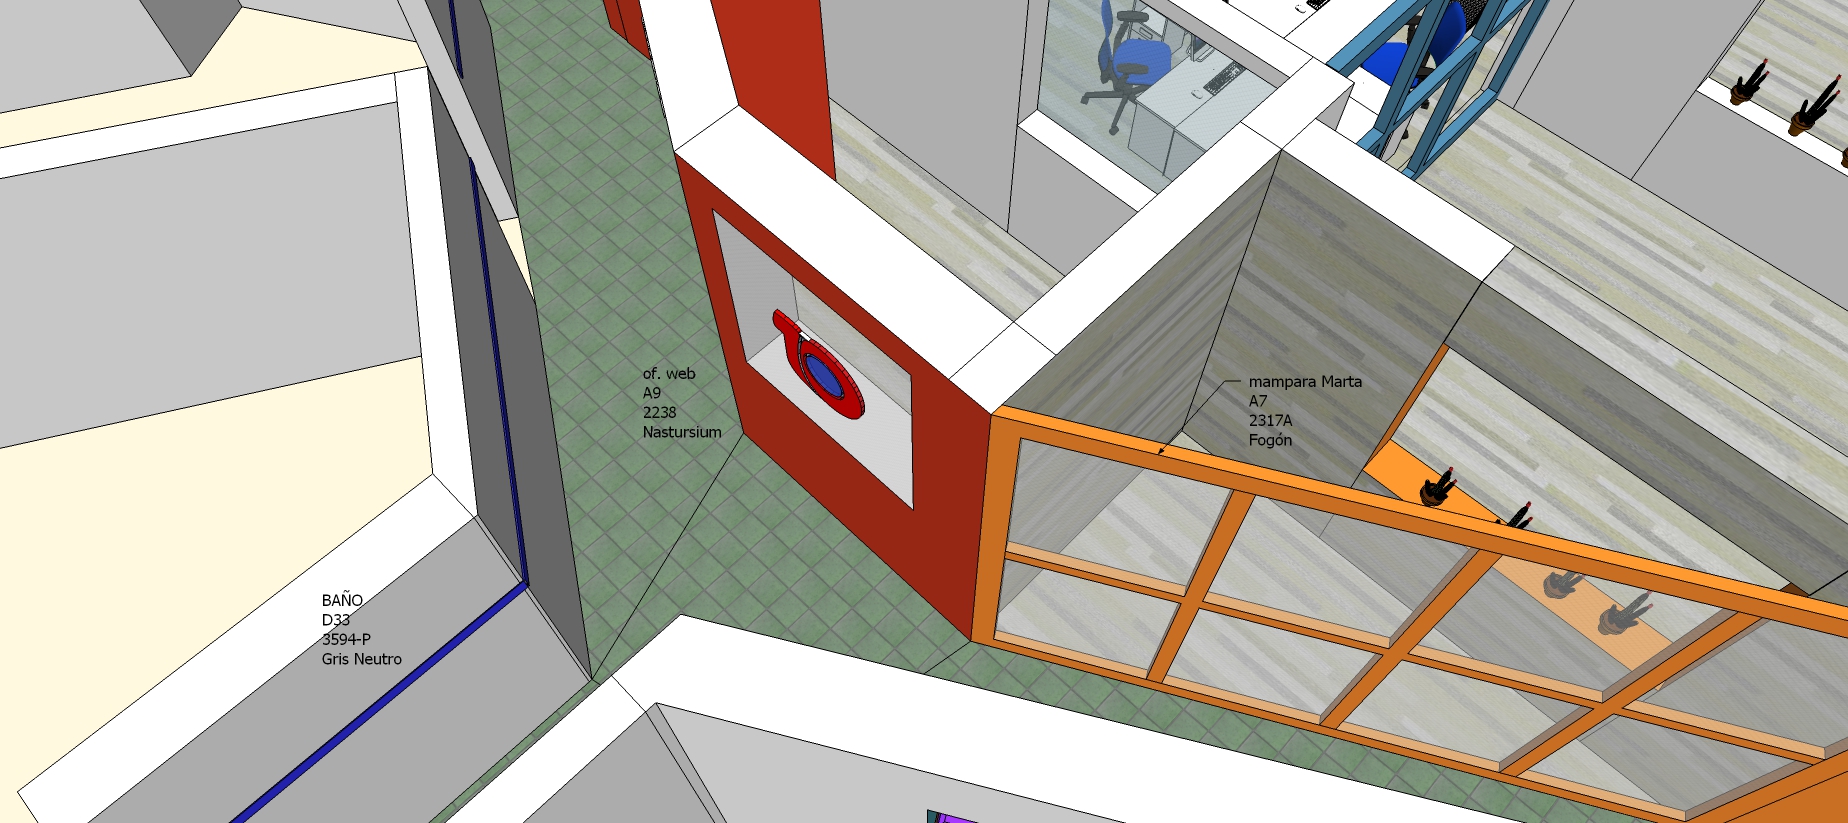 of. web
A9
2238
Nastursium
mampara Marta
A7
2317A
Fogón
BAÑO
D33
3594-P
Gris Neutro